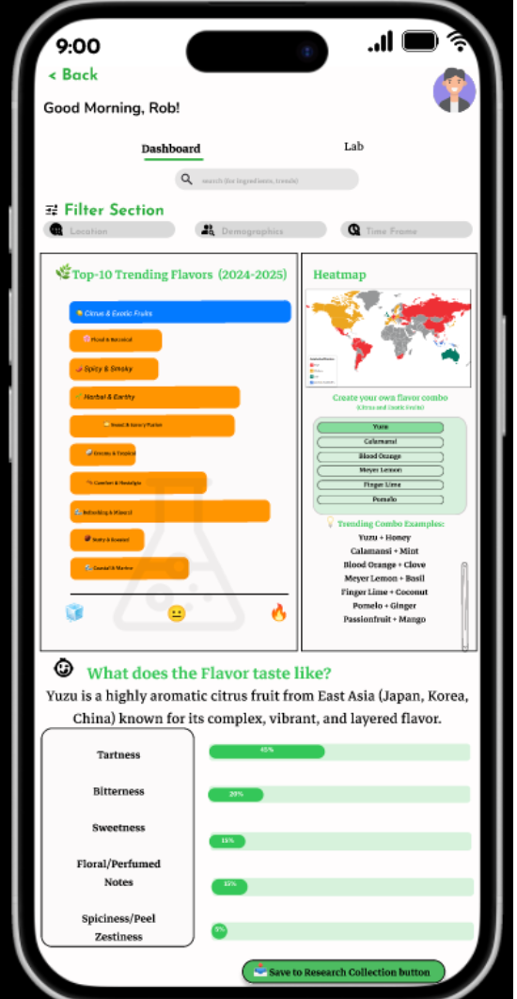 9:00
< Back
Good Morning, Rob!
Dashboard
Lab
search (for ingredients, trends)
Filter Section
Location
Demographics
Time Frame
Top-10 Trending Flavors (2024-2025)
Citrus & Exotic Fruits
Floral & Botanical
Spicy & Smoky
Herbal & Earthy
Sweet & Savory Fusion
Creamy & Tropical
Comfort & Nostalgia
Refreshing & Mineral
Nutty & Roasted
Coastal & Marine
Heatmap
Create your own flavor combo
(Citrus and Exotic Fruits)
Yuzu
Calamansi
Blood Orange
Meyer Lemon
Finger Lime
Pomelo
Trending Combo Examples:
Yuzu + Honey
Calamansi + Mint
Blood Orange + Clove
Meyer Lemon + Basil
Finger Lime + Coconut
Pomelo + Ginger
Passionfruit + Mango
What does the Flavor taste like?
Yuzu is a highly aromatic citrus fruit from East Asia (Japan, Korea,
China) known for its complex, vibrant, and layered flavor.
Tartness
45%
Bitterness
20%
Sweetness
15%
Floral/Perfumed
Notes
15%
Spiciness/Peel
Zestiness
5%
Save to Research Collection button